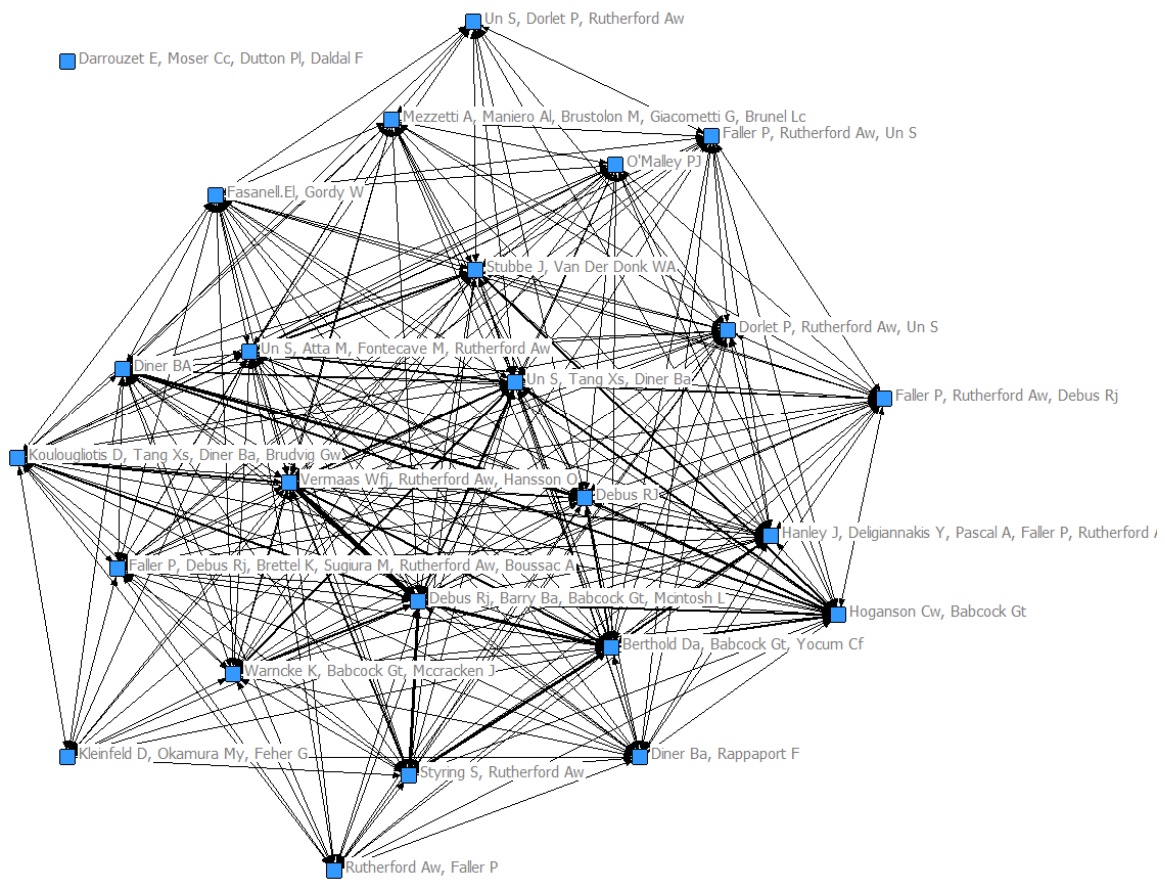 Un S, Dorlet P, Rutherford Aw
Darrouzet E, Moser Cc, Dutton Pl, Daldal F
Mezzetti A, Maniero Al, Brustolon M, Giacometti G, Brunel Lc
Faller P, Rutherford Aw, Un S
O'Malley PJ
Fasanell.El, Gordy W
Stubbe J, Van Der Donk WA
Dorlet P, Rutherford Aw, Un S
Un S, Atta M, Fontecave M, Rutherford Aw
Diner BA
Un S, Tang Xs, Diner Ba
Faller P, Rutherford Aw, Debus Rj
Koulougliotis D, Tang Xs, Diner Ba, Brudvig Gw
Vermaas Wfj, Rutherford Aw, Hansson O
Debus RJ
Hanley J, Deligiannakis Y, Pascal A, Faller P, Rutherford A
Faller P, Debus Rj, Brettel K, Sugiura M, Rutherford Aw, Boussac A
Debus Rj, Barry Ba, Babcock Gt, Mcintosh L
Hoganson Cw, Babcock Gt
Berthold Da, Babcock Gt, Yocum Cf
Warncke K, Babcock Gt, Mccracken J
Kleinfeld D, Okamura My, Feher G
Diner Ba, Rappaport F
Styring S, Rutherford Aw
Rutherford Aw, Faller P